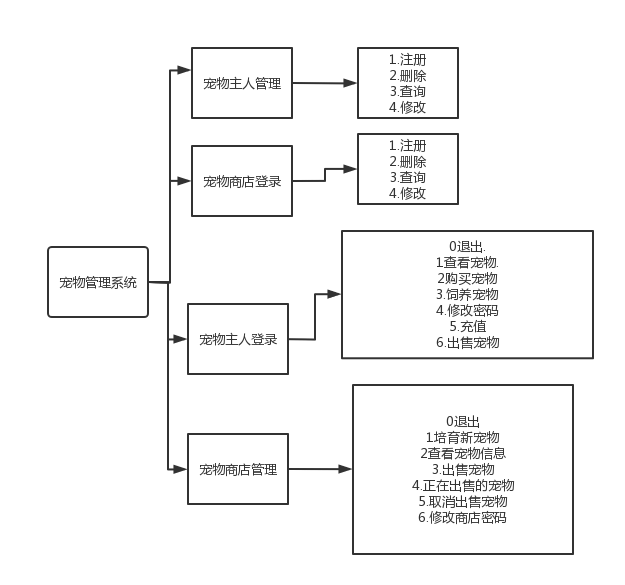 宠物管理系统
宠物主人管理
1.注册
2.删除
3.查询
4.修改
宠物商店登录
1.注册
2.删除
3.查询
4.修改
宠物主人登录
0退出.
1查看宠物.
2购买宠物
3.饲养宠物
4.修改密码
5.充值
6.出售宠物
宠物商店管理
0退出
1.培育新宠物
2查看宠物信息
3.出售宠物
4.正在出售的宠物
5.取消出售宠物
6.修改商店密码